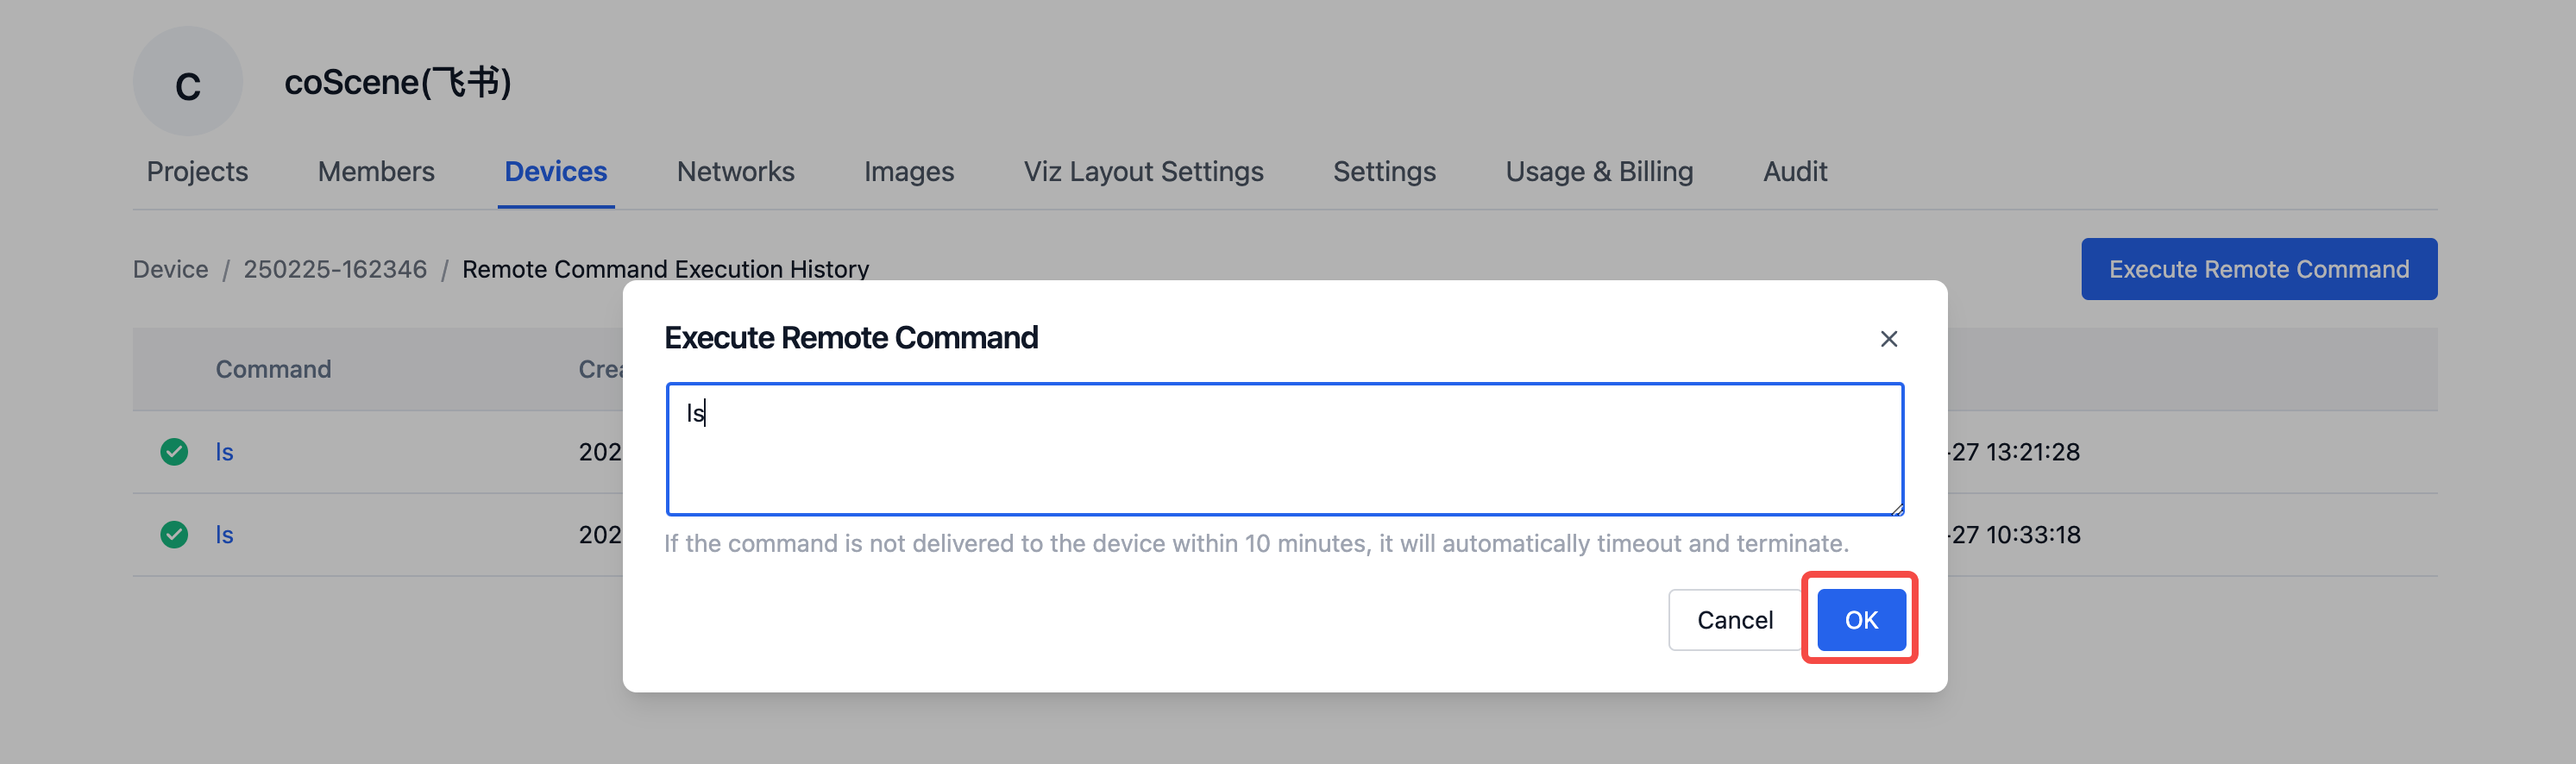 C
coScene(飞书)
Projects Members Devices Networks Images Viz Layout Settings Settings Usage & Billing Audit
Device / 250225-162346 / Remote Command Execution History
Execute Remote Command
Execute Remote Command
Command
ls
If the command is not delivered to the device within 10 minutes, it will automatically timeout and terminate.
Cancel OK
ls 27 13:21:28
ls 27 10:33:18